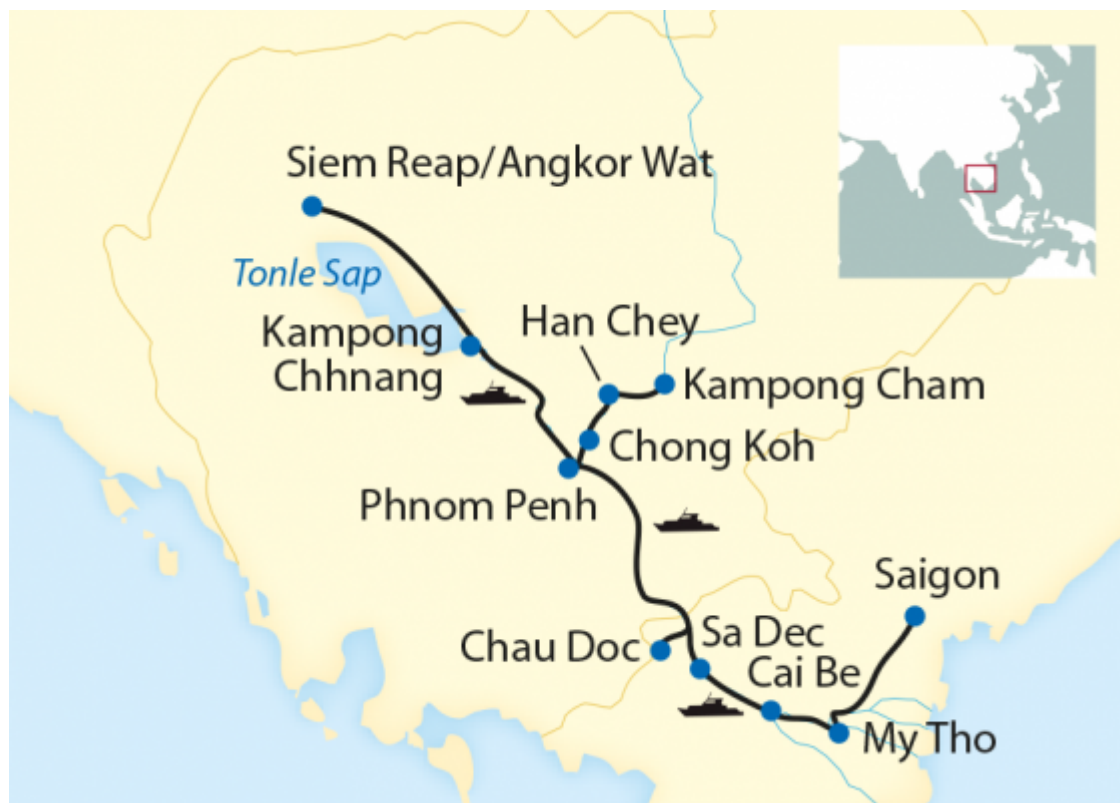 Siem Reap/Angkor Wat
Tonle Sap
Han Chey
Kampong
Chhnang
Kampong Cham
Chong Koh
Phnom Penh
Saigon
Sa Dec
Chau Doc
Cai Be
My Tho